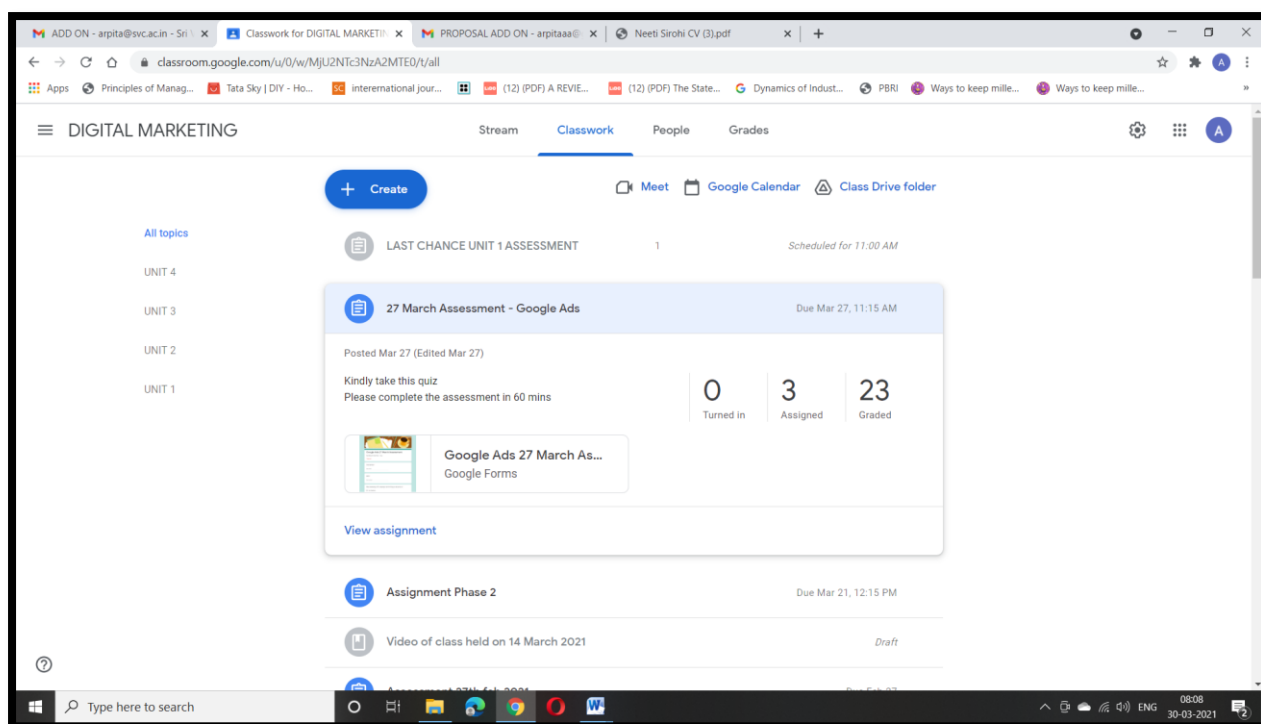 ADD ON - arpita@svc.ac.in - Sri V
Classwork for DIGITAL MARKETIN
PROPOSAL ADD ON - arpitaaa@
Neeti Sirohi CV (3).pdf
classroom.google.com/u/0/w/MjU2NTc3NzA2MTE0/t/all
A
Apps
Principles of Manag...
Tata Sky | DIY - Ho...
interernational jour...
(12) (PDF) A REVIE...
(12) (PDF) The State...
Dynamics of Indust...
PBRI
Ways to keep mille...
Ways to keep mille...
DIGITAL MARKETING
Stream
Classwork
People
Grades
A
+ Create
Meet
Google Calendar
Class Drive folder
All topics
UNIT 4
UNIT 3
UNIT 2
UNIT 1
LAST CHANCE UNIT 1 ASSESSMENT 1 Scheduled for 11:00 AM
27 March Assessment - Google Ads Due Mar 27, 11:15 AM
Posted Mar 27 (Edited Mar 27)
Kindly take this quiz
Please complete the assessment in 60 mins
0 3 23
Turned in Assigned Graded
Google Ads 27 March As...
Google Forms
View assignment
Assignment Phase 2 Due Mar 21, 12:15 PM
Video of class held on 14 March 2021 Draft
Type here to search
ENG
08:08
30-03-2021
2